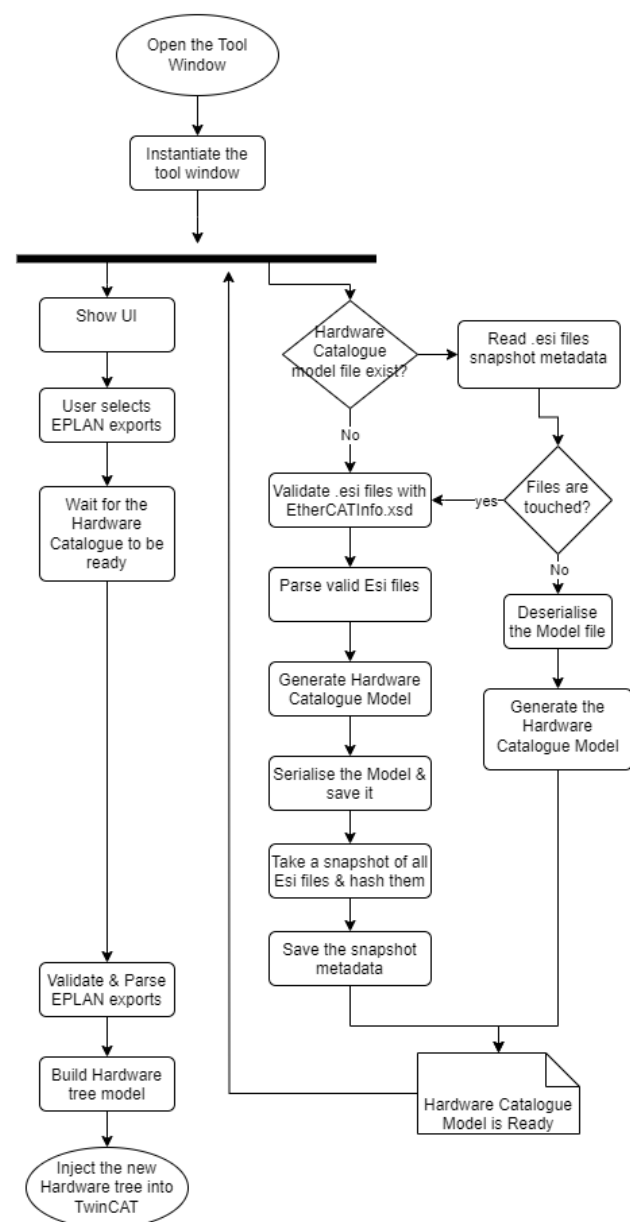 Open the Tool
Window
Instantiate the
tool window
Show UI
User selects
EPLAN exports
Wait for the
Hardware
Catalogue to be
ready
Validate & Parse
EPLAN exports
Build Hardware
tree model
Inject the new
Hardware tree into
TwinCAT
Hardware
Catalogue
model file exist?
No
Validate .esi files with
EtherCATInfo.xsd
Parse valid Esi files
Generate Hardware
Catalogue Model
Serialise the Model &
save it
Take a snapshot of all
Esi files & hash them
Save the snapshot
metadata
Read .esi files
snapshot metadata
Files are
touched?
yes
No
Deserialise
the Model file
Generate the
Hardware
Catalogue Model
Hardware Catalogue
Model is Ready